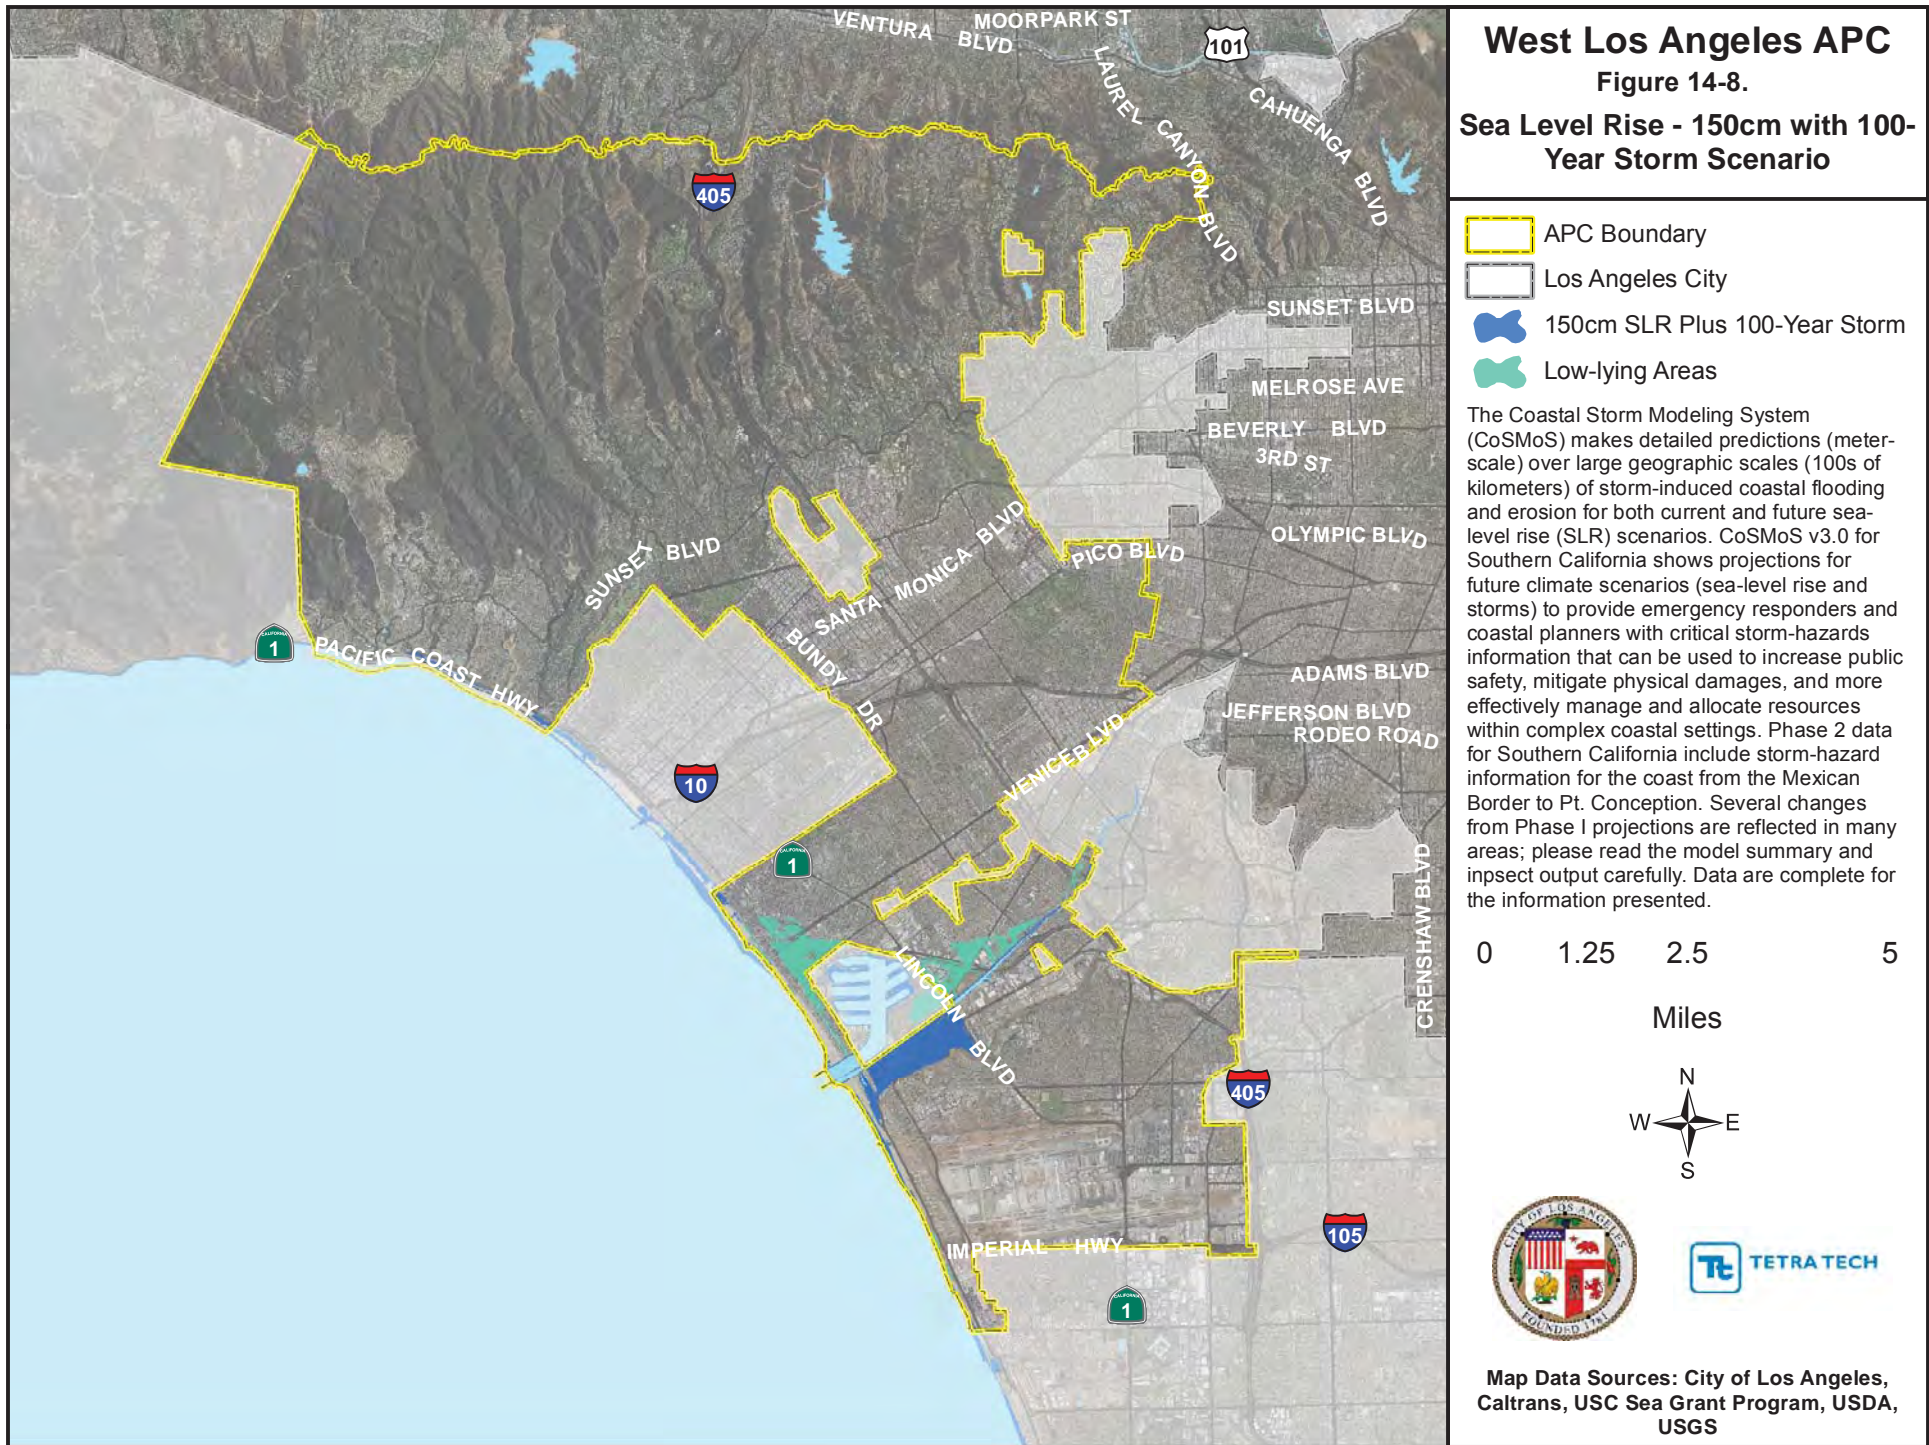 VENTURA BLVD
MOORPARK ST
101
LAUREL CANYON BLVD
CAHUENGA BLVD
405
SUNSET BLVD
MELROSE AVE
BEVERLY BLVD
3RD ST
OLYMPIC BLVD
PICO BLVD
SANTA MONICA BLVD
SUNSET BLVD
BUNDY DR
CALIFORNIA
1
PACIFIC COAST HWY
ADAMS BLVD
JEFFERSON BLVD
RODEO ROAD
VENICE BLVD
10
CALIFORNIA
1
CRENSHAW BLVD
LINCOLN BLVD
405
105
IMPERIAL HWY
CALIFORNIA
1
West Los Angeles APC
Figure 14-8.
Sea Level Rise - 150cm with 100-
Year Storm Scenario
APC Boundary
Los Angeles City
150cm SLR Plus 100-Year Storm
Low-lying Areas
The Coastal Storm Modeling System
(CoSMoS) makes detailed predictions (meter-
scale) over large geographic scales (100s of
kilometers) of storm-induced coastal flooding
and erosion for both current and future sea-
level rise (SLR) scenarios. CoSMoS v3.0 for
Southern California shows projections for
future climate scenarios (sea-level rise and
storms) to provide emergency responders and
coastal planners with critical storm-hazards
information that can be used to increase public
safety, mitigate physical damages, and more
effectively manage and allocate resources
within complex coastal settings. Phase 2 data
for Southern California include storm-hazard
information for the coast from the Mexican
Border to Pt. Conception. Several changes
from Phase I projections are reflected in many
areas; please read the model summary and
inpsect output carefully. Data are complete for
the information presented.
0 1.25 2.5 5
Miles
N
W E
S
CITY OF LOS ANGELES
FOUNDED 1781
Tt TETRA TECH
Map Data Sources: City of Los Angeles,
Caltrans, USC Sea Grant Program, USDA,
USGS